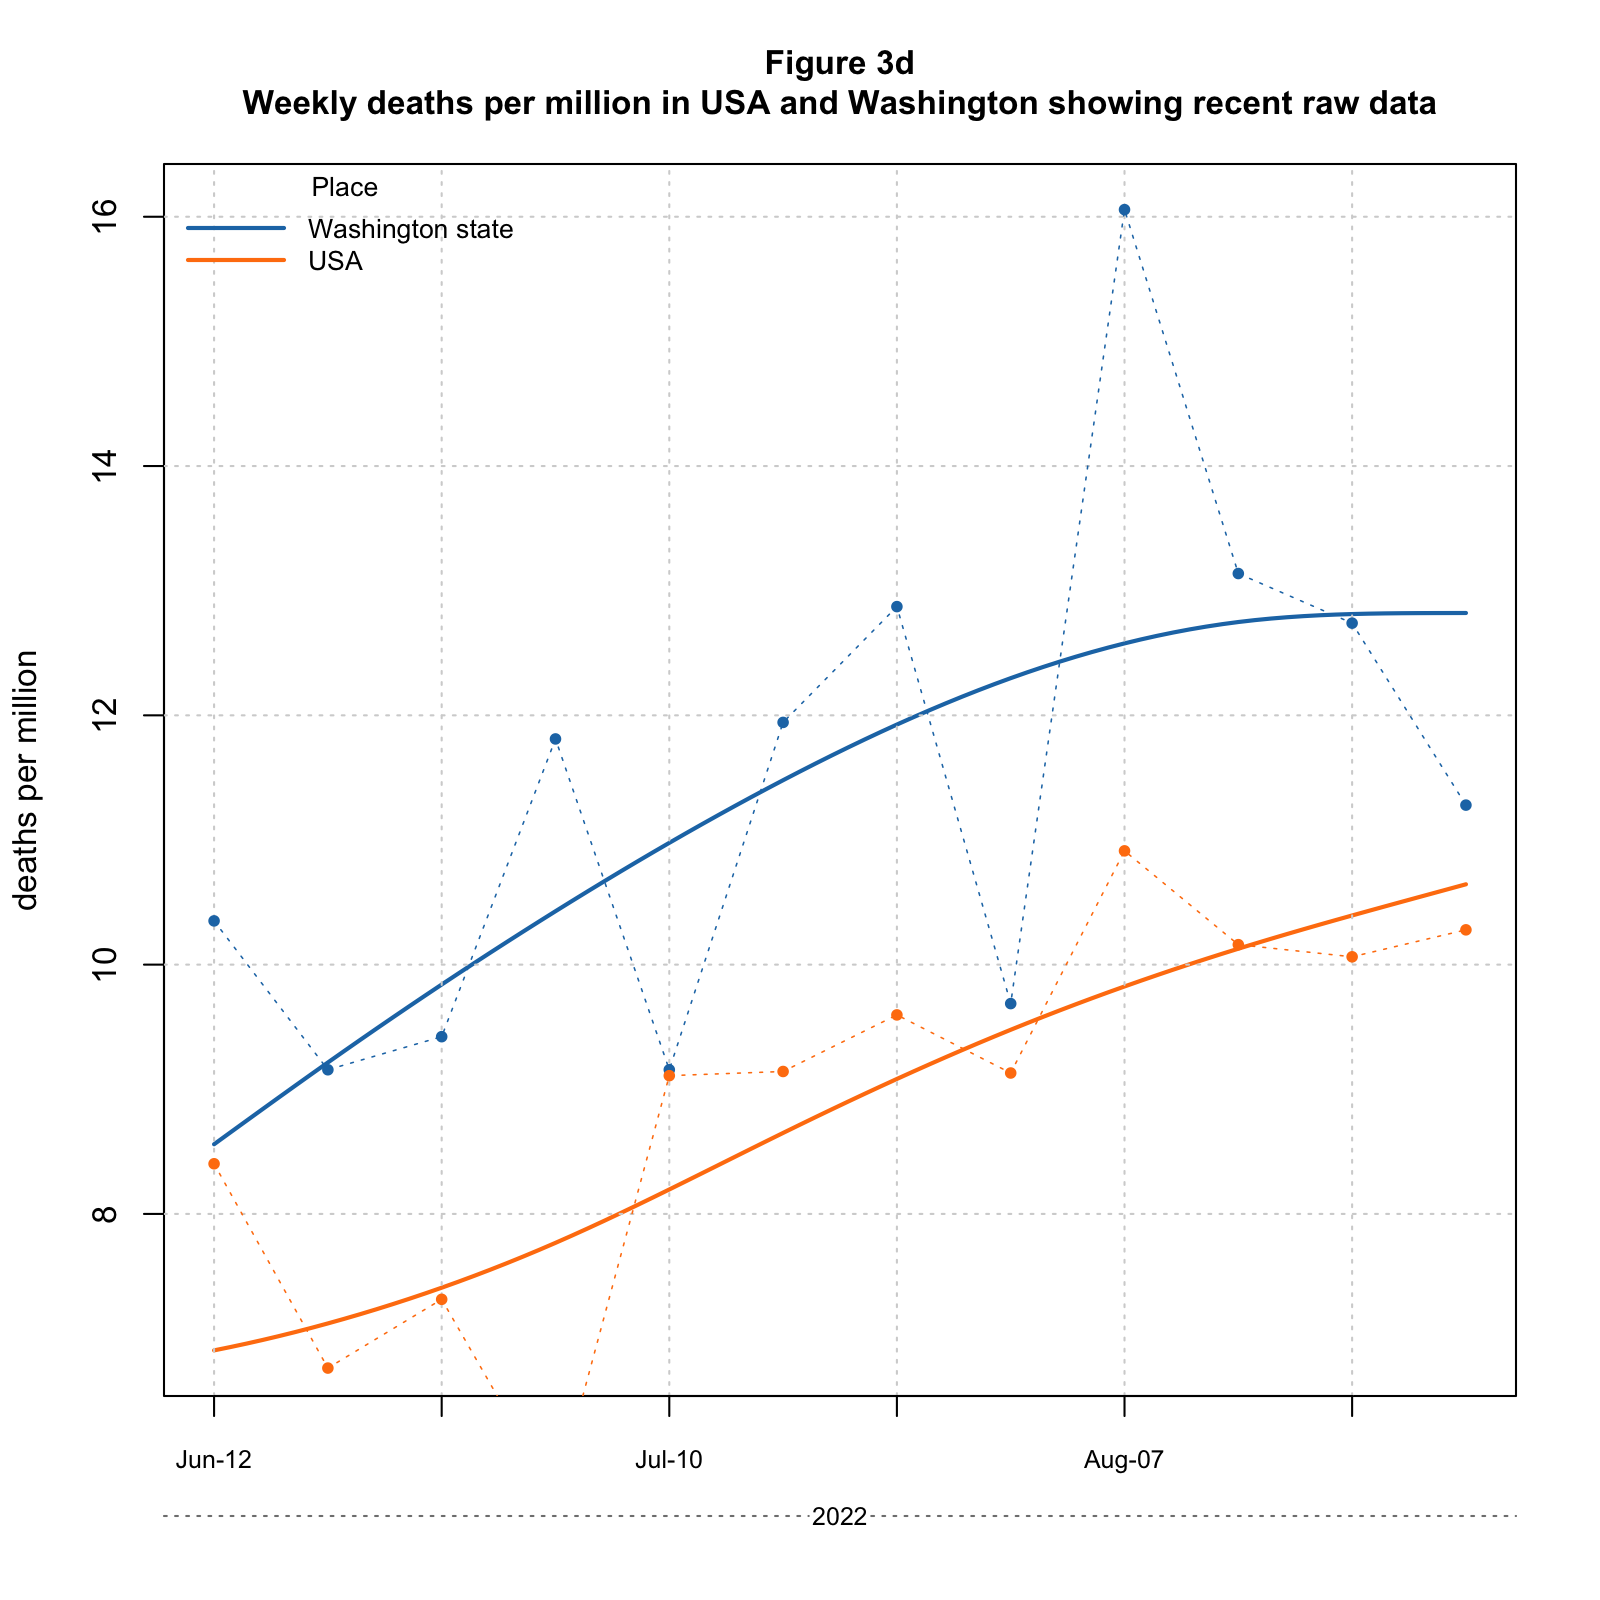 Figure 3d
Weekly deaths per million in USA and Washington showing recent raw data
Place
Washington state
USA
deaths per million
16
14
12
10
8
Jun-12 Jul-10 Aug-07
2022